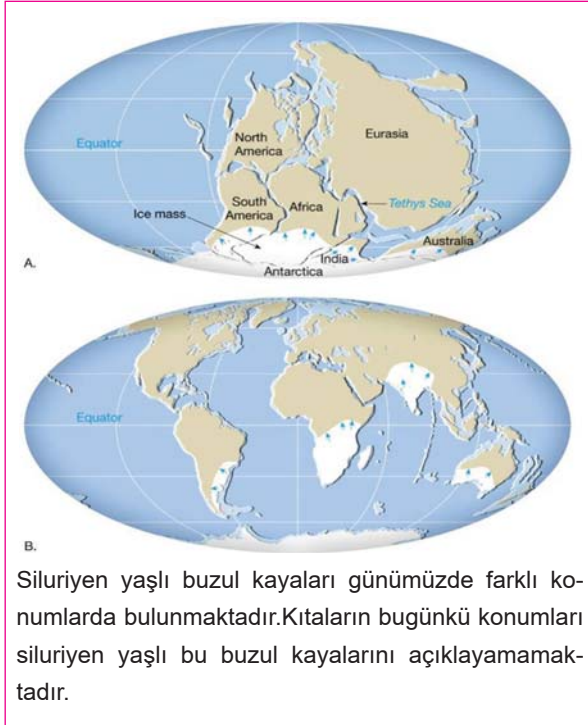 Equator
North
America
Eurasia
South
America
Africa
Tethys Sea
Ice mass
India
Australia
Antarctica
A.
Equator
B.
Siluriyen yaşlı buzul kayaları günümüzde farklı ko-
numlarda bulunmaktadır.Kıtaların bugünkü konumları
siluriyen yaşlı bu buzul kayalarını açıklayamamak-
tadır.